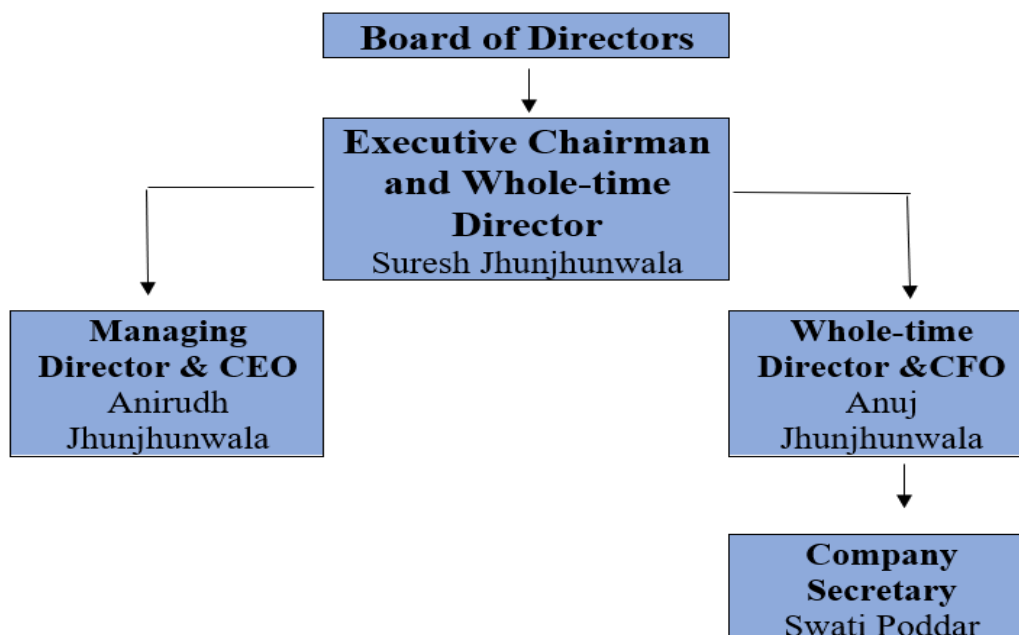 Board of Directors
Executive Chairman
and Whole-time
Director
Suresh Jhunjhunwala
Managing
Director & CEO
Anirudh
Jhunjhunwala
Whole-time
Director &CFO
Anuj
Jhunjhunwala
Company
Secretary
Swati Poddar